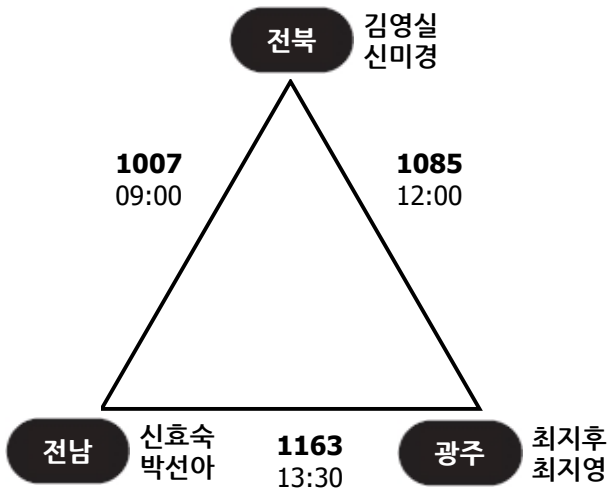 전북
김영실
신미경
1007
09:00
1085
12:00
전남
신효숙
박선아
1163
13:30
광주
최지후
최지영